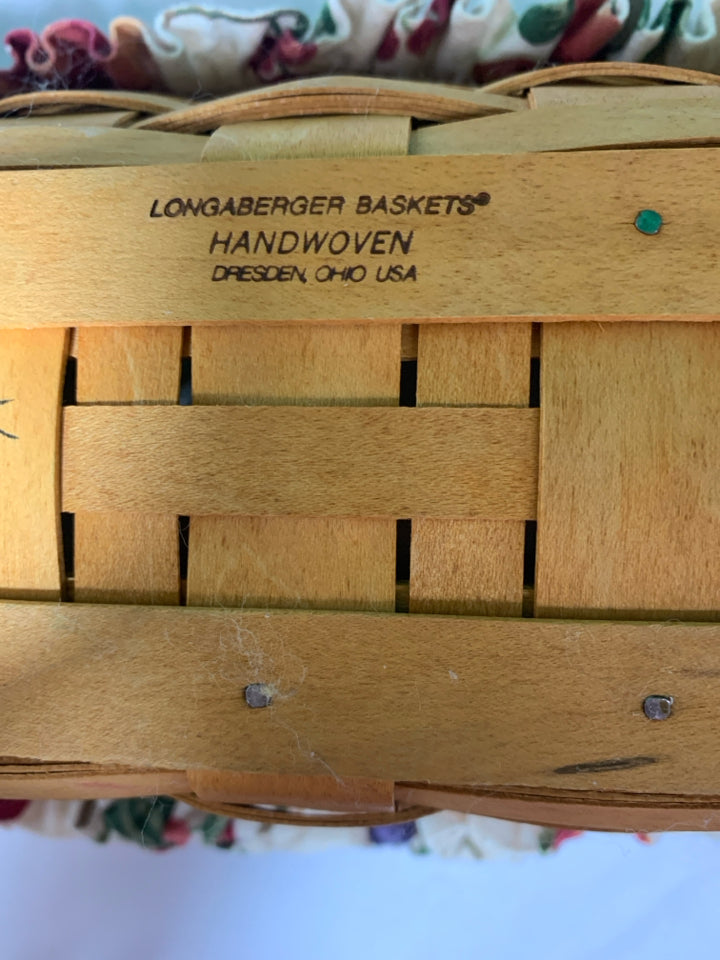 LONGABERGER BASKETS®
HANDWOVEN
DRESDEN, OHIO USA